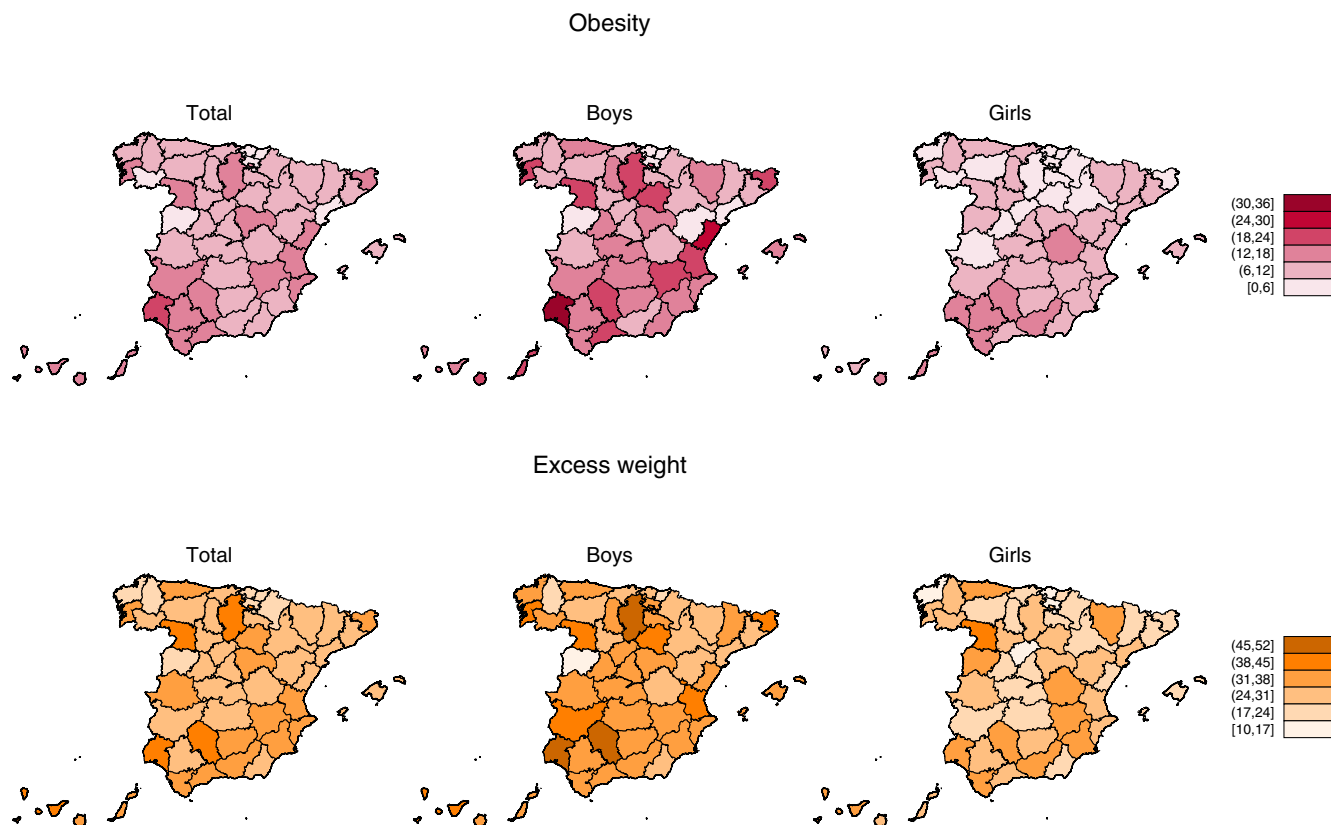 Obesity
Total
Boys
Girls
(30,36]
(24,30]
(18,24]
(12,18]
(6,12]
[0,6]
Excess weight
Total
Boys
Girls
(45,52]
(38,45]
(31,38]
(24,31]
(17,24]
[10,17]